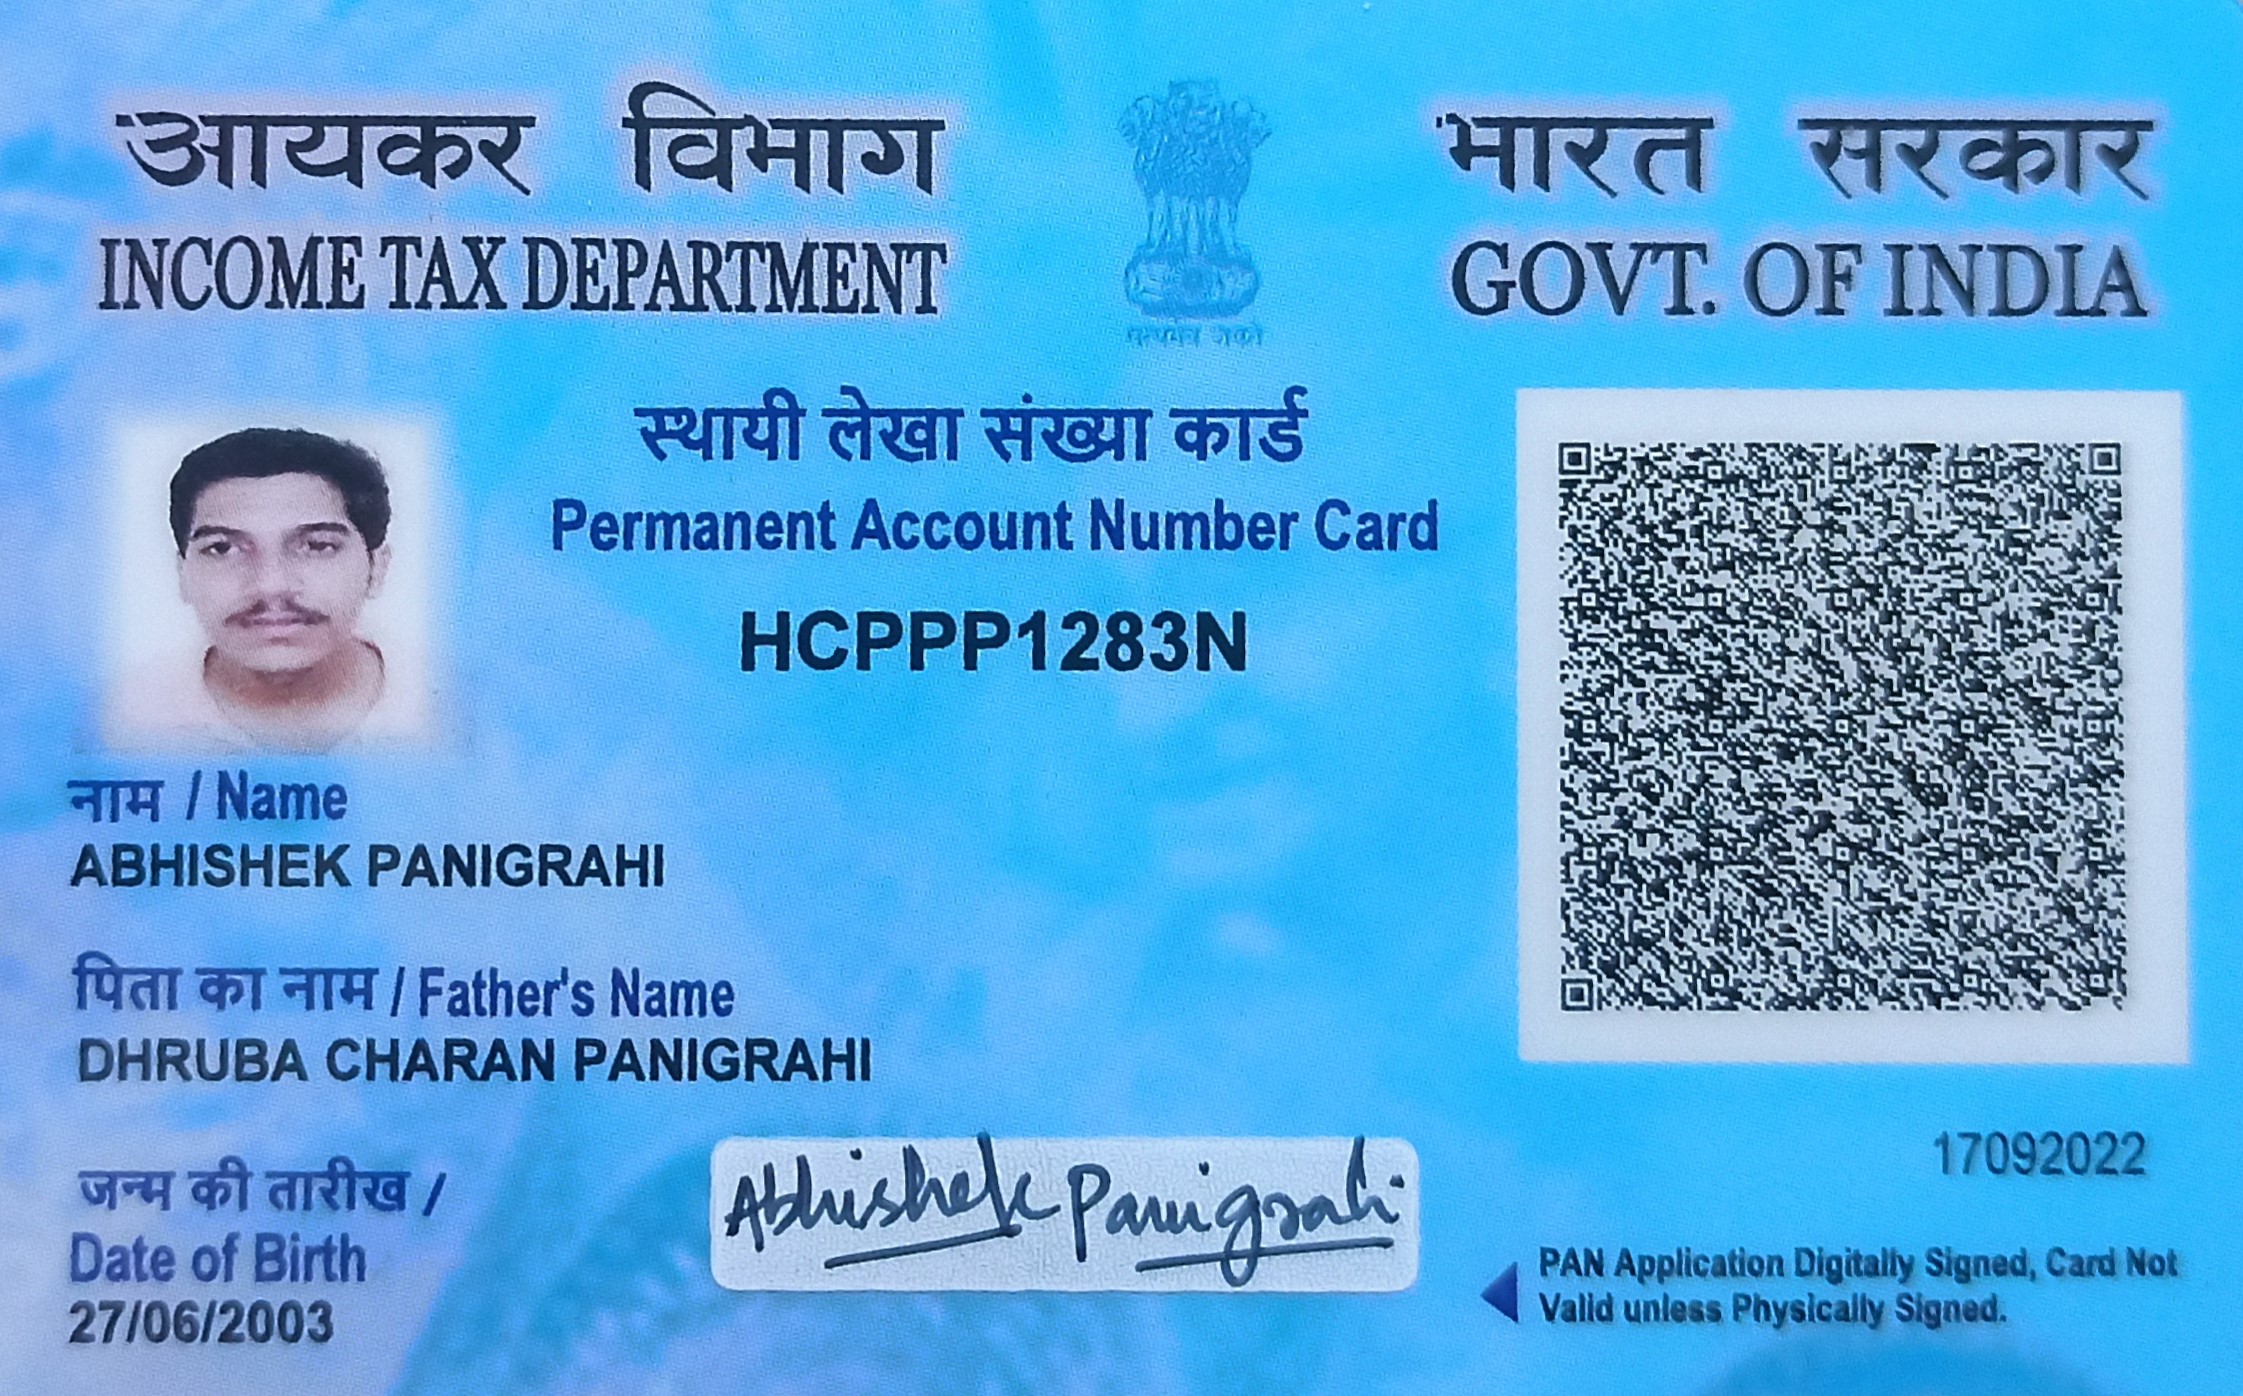 आयकर विभाग
INCOME TAX DEPARTMENT
सत्यमेव जयते
भारत सरकार
GOVT. OF INDIA
स्थायी लेखा संख्या कार्ड
Permanent Account Number Card
HCPPP1283N
नाम / Name
ABHISHEK PANIGRAHI
पिता का नाम / Father's Name
DHRUBA CHARAN PANIGRAHI
जन्म की तारीख /
Date of Birth
27/06/2003
Abhishek Panigrahi
17092022
PAN Application Digitally Signed, Card Not
Valid unless Physically Signed.